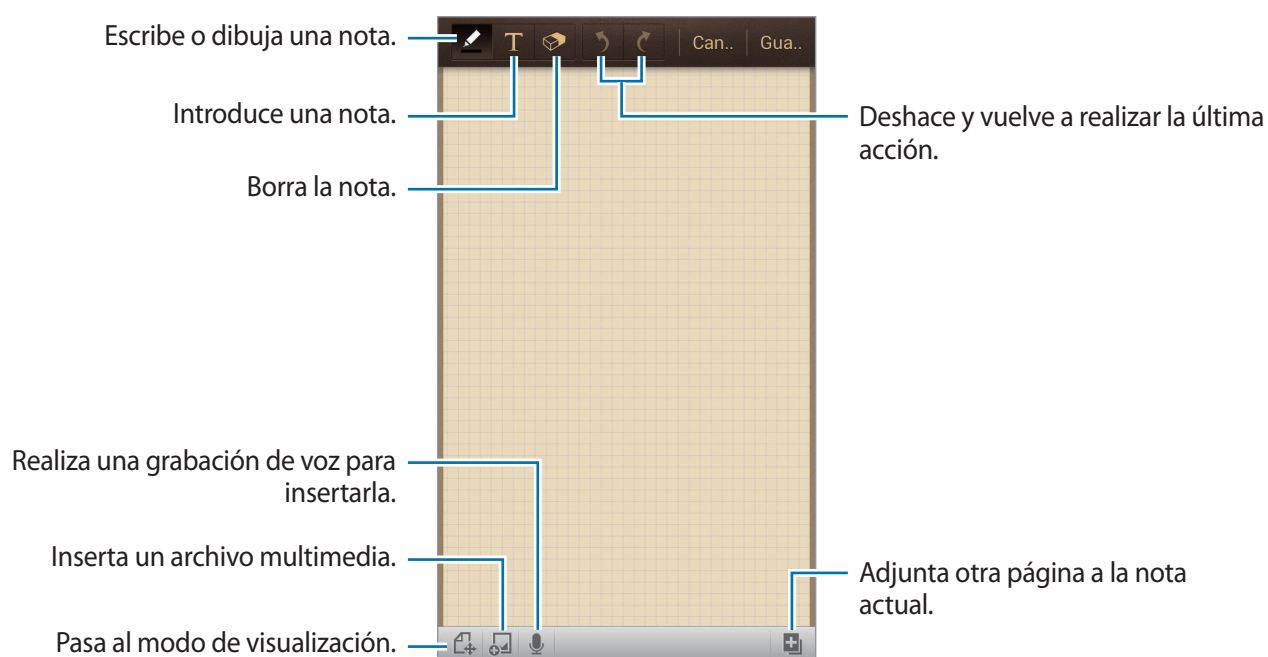 Escribe o dibuja una nota.
T
Can..
Gua..
Introduce una nota.
Deshace y vuelve a realizar la última
acción.
Borra la nota.
Realiza una grabación de voz para
insertarla.
Inserta un archivo multimedia.
Adjunta otra página a la nota
actual.
Pasa al modo de visualización.